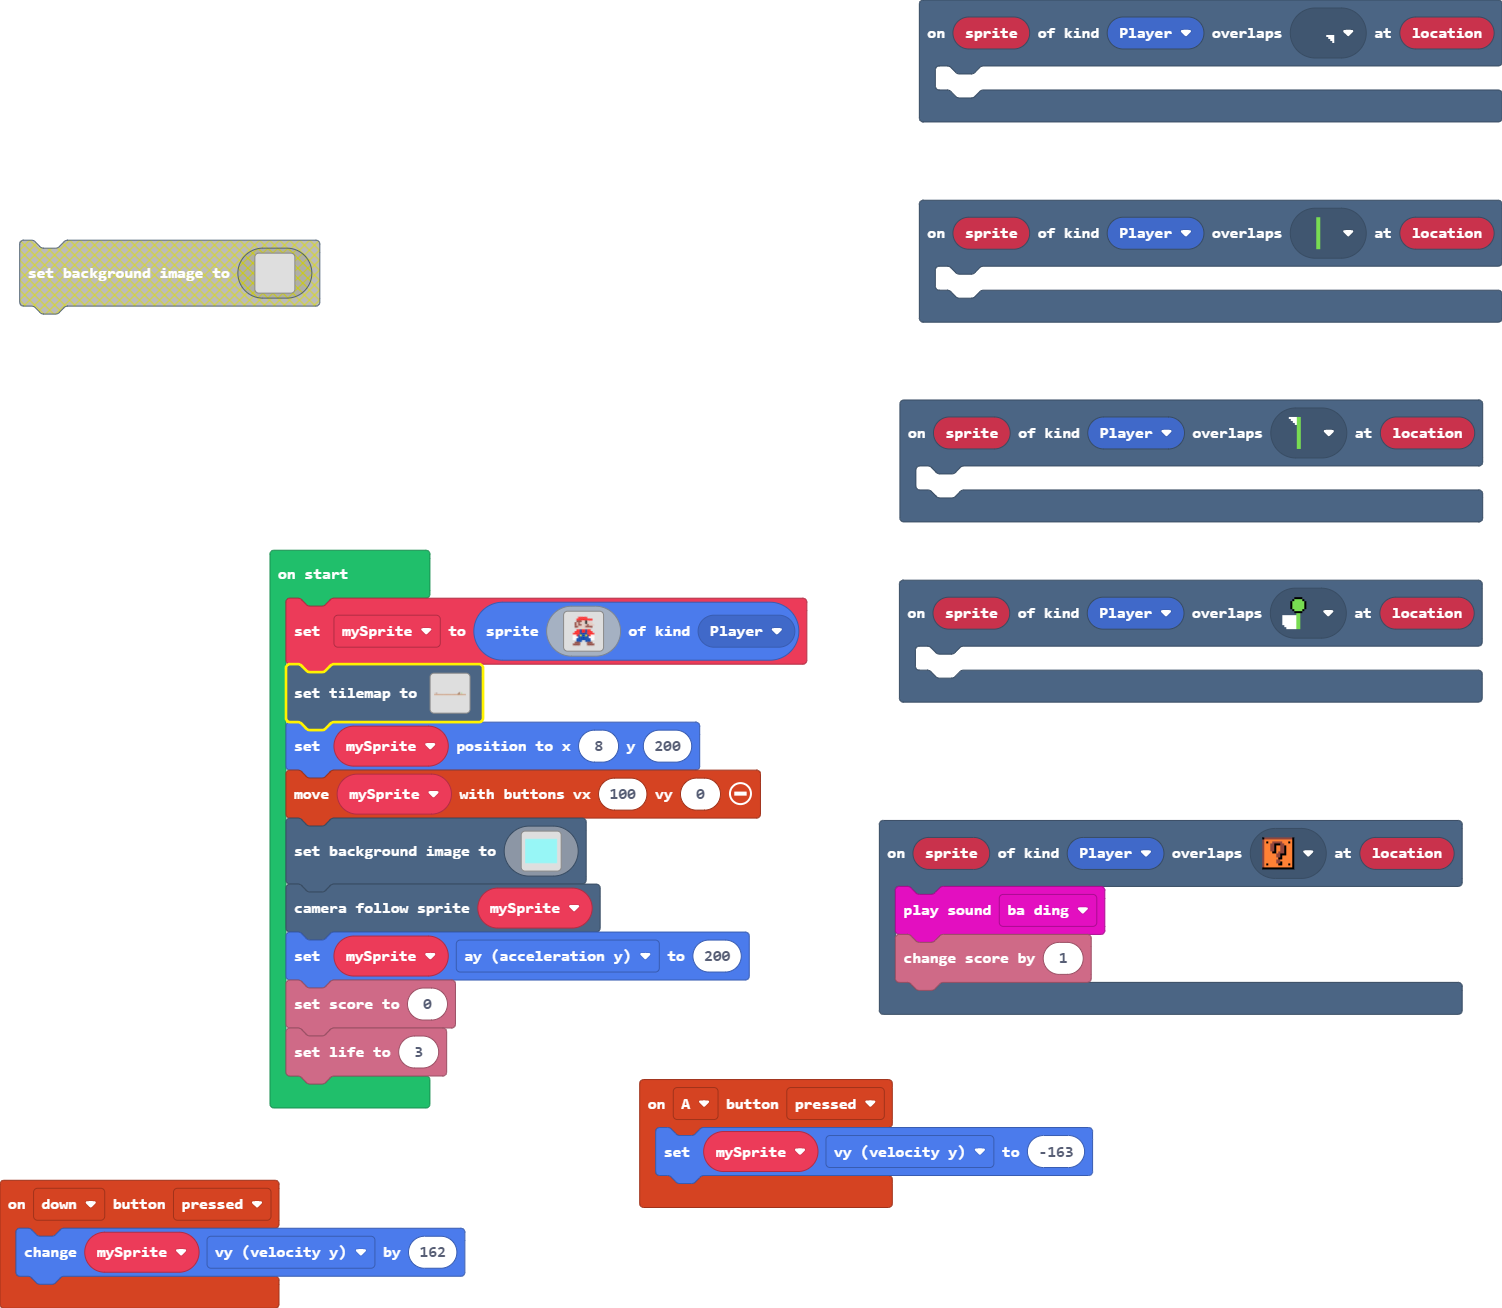 on sprite of kind Player overlaps at location
on sprite of kind Player overlaps at location
set background image to
on sprite of kind Player overlaps at location
on start
set mySprite to sprite of kind Player
on sprite of kind Player overlaps at location
set tilemap to
set mySprite position to x 8 y 200
move mySprite with buttons vx 100 vy 0
set background image to
on sprite of kind Player overlaps ? at location
camera follow sprite mySprite
play sound ba ding
set mySprite ay (acceleration y) to 200
change score by 1
set score to 0
set life to 3
on A button pressed
set mySprite vy (velocity y) to -163
on down button pressed
change mySprite vy (velocity y) by 162